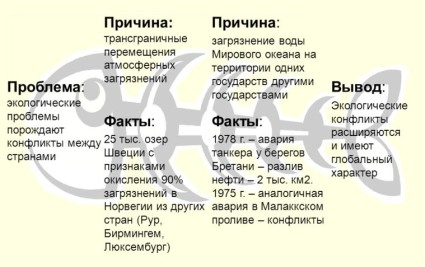 Проблема:
экологические
проблемы
порождают
конфликты между
странами
Причина:
трансграничные
перемещения
атмосферных
загрязнений
Факты:
25 тыс. озер
Швеции с
признаками
окисления 90%
загрязнений в
Норвегии из других
стран (Рур,
Бирмингем,
Люксембург)
Причина:
загрязнение воды
Мирового океана на
территории одних
государств другими
государствами
Факты:
1978 г. – авария
танкера у берегов
Бретани – разлив
нефти – 2 тыс. км2.
1975 г. – аналогичная
авария в Малаккском
проливе – конфликты
Вывод:
Экологические
конфликты
расширяются
и имеют
глобальный
характер